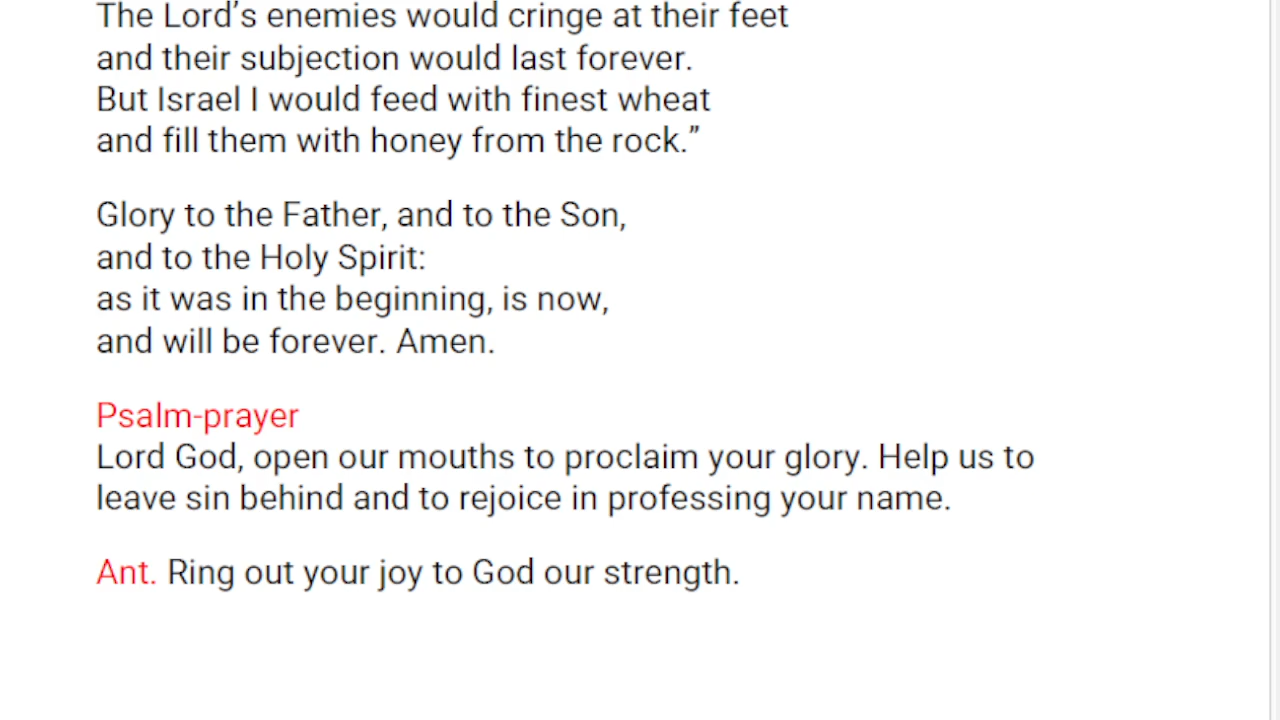 The Lord’s enemies would cringe at their feet
and their subjection would last forever.
But Israel I would feed with finest wheat
and fill them with honey from the rock.”
Glory to the Father, and to the Son,
and to the Holy Spirit:
as it was in the beginning, is now,
and will be forever. Amen.
Psalm-prayer
Lord God, open our mouths to proclaim your glory. Help us to
leave sin behind and to rejoice in professing your name.
Ant. Ring out your joy to God our strength.